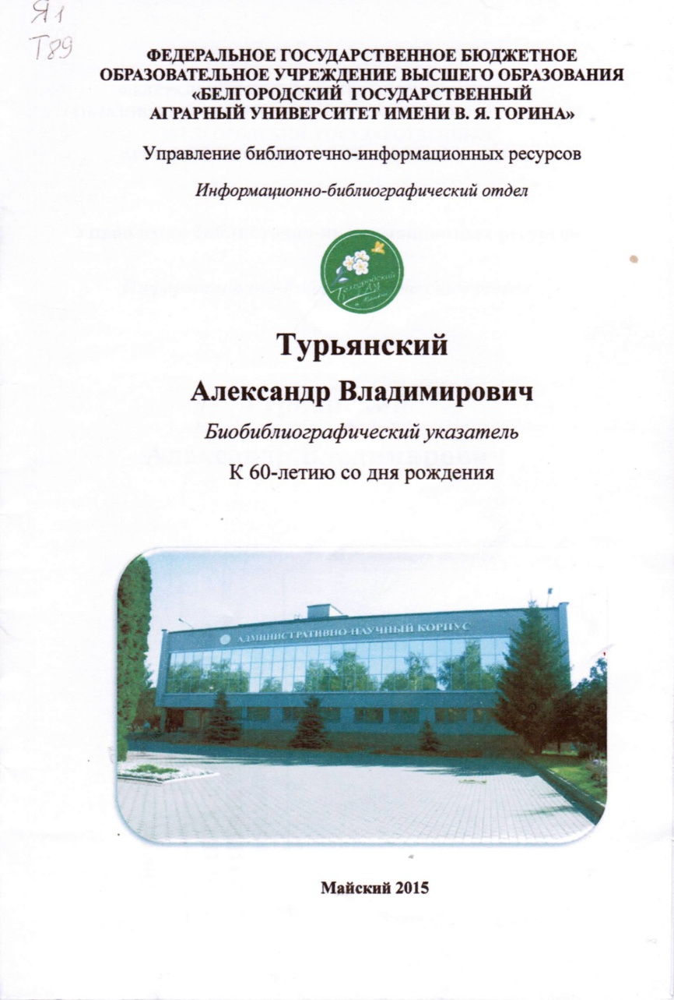 Я1
Т89
ФЕДЕРАЛЬНОЕ ГОСУДАРСТВЕННОЕ БЮДЖЕТНОЕ
ОБРАЗОВАТЕЛЬНОЕ УЧРЕЖДЕНИЕ ВЫСШЕГО ОБРАЗОВАНИЯ
«БЕЛГОРОДСКИЙ ГОСУДАРСТВЕННЫЙ
АГРАРНЫЙ УНИВЕРСИТЕТ ИМЕНИ В. Я. ГОРИНА»
Управление библиотечно-информационных ресурсов
Информационно-библиографический отдел
Белгородский
ГАУ
Турьянский
Александр Владимирович
Биобиблиографический указатель
К 60-летию со дня рождения
АДМИНИСТРАТИВНО-НАУЧНЫЙ КОРПУС
Майский 2015